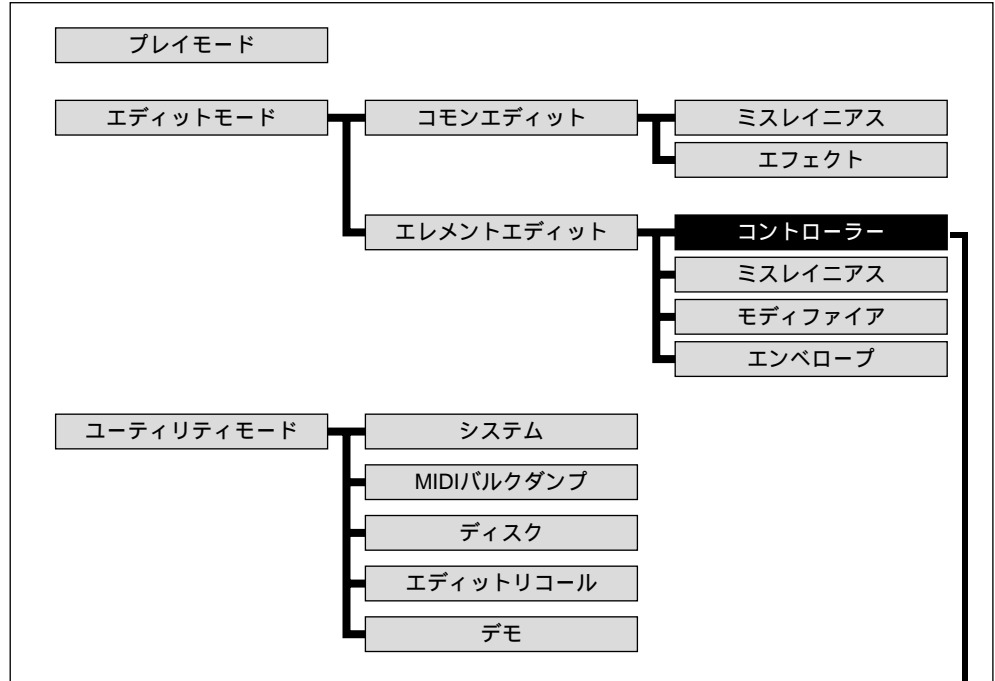 プレイモード
エディットモード
コモンエディット
ミスレイニアス
エフェクト
エレメントエディット
コントローラー
ミスレイニアス
モディファイア
エンベロープ
ユーティリティモード
システム
MIDIバルクダンプ
ディスク
エディットリコール
デモ